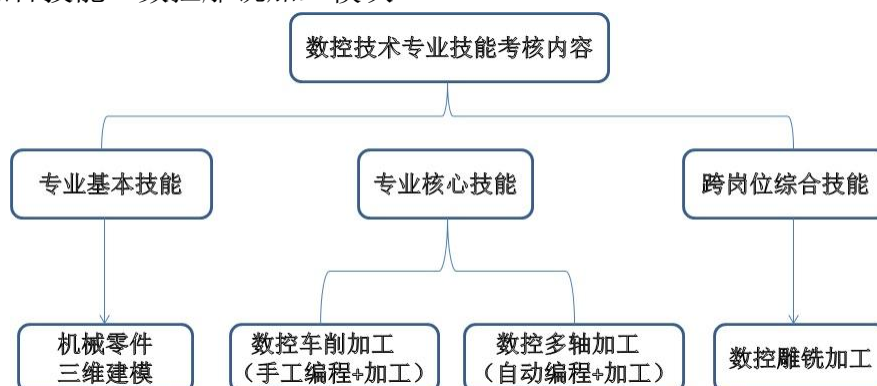 数控技术专业技能考核内容
专业基本技能
专业核心技能
跨岗位综合技能
机械零件
三维建模
数控车削加工
（手工编程+加工）
数控多轴加工
（自动编程+加工）
数控雕铣加工